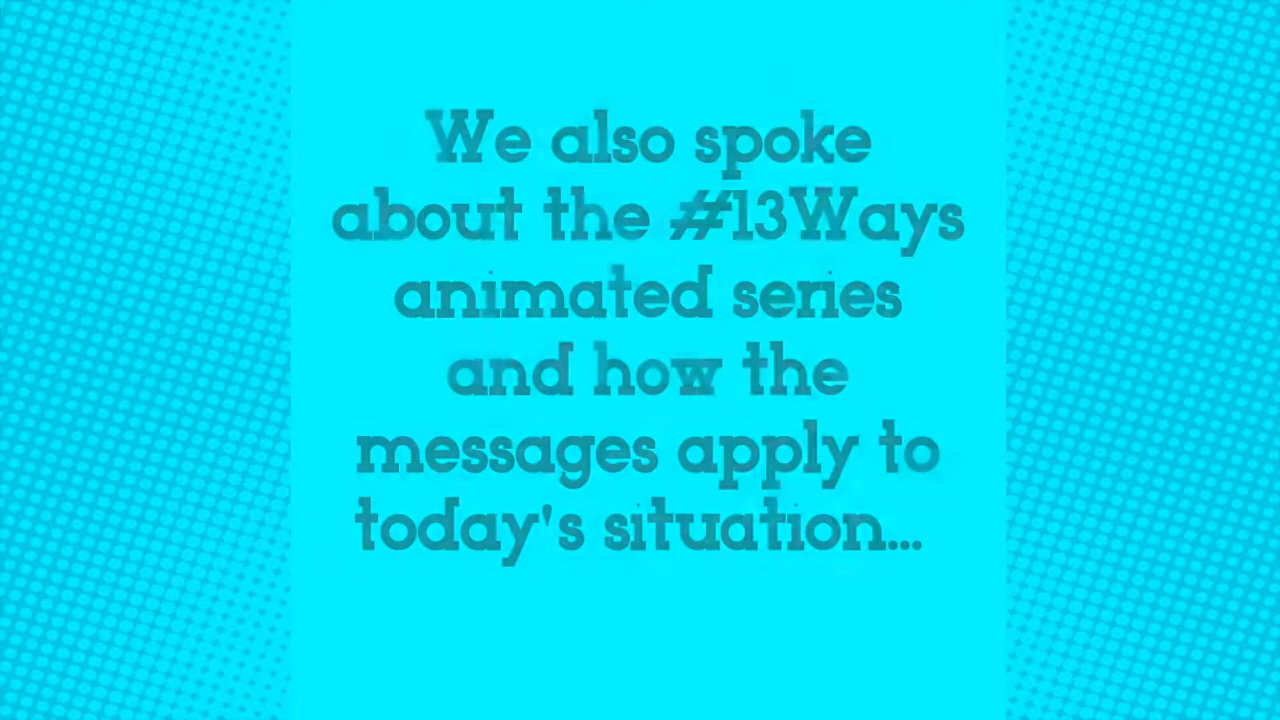 We also spoke
about the #13Ways
animated series
and how the
messages apply to
today's situation...